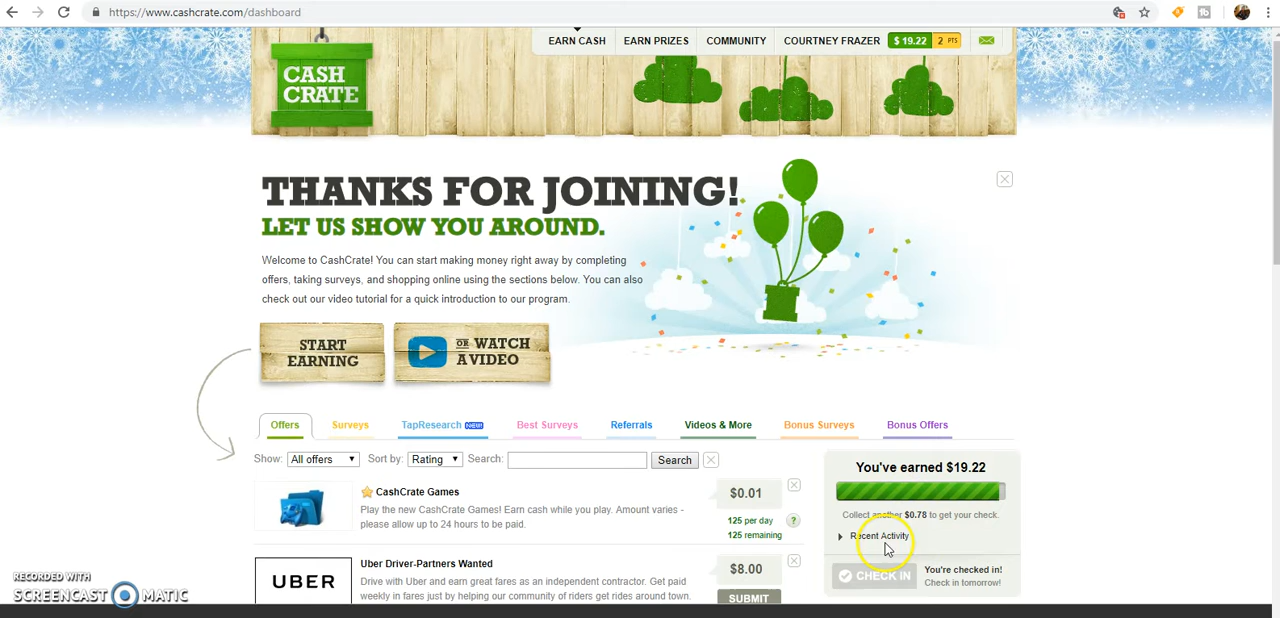 https://www.cashcrate.com/dashboard
EARN CASH
EARN PRIZES
COMMUNITY
COURTNEY FRAZER
$ 19.22
2 PTS
CASH
CRATE
THANKS FOR JOINING!
LET US SHOW YOU AROUND.
Welcome to CashCrate! You can start making money right away by completing
offers, taking surveys, and shopping online using the sections below. You can also
check out our video tutorial for a quick introduction to our program.
START
EARNING
OR WATCH
A VIDEO
Offers
Surveys
TapResearch NEW!
Best Surveys
Referrals
Videos & More
Bonus Surveys
Bonus Offers
Show: All offers
Sort by: Rating
Search:
Search
CashCrate Games
Play the new CashCrate Games! Earn cash while you play. Amount varies -
please allow up to 24 hours to be paid.
$0.01
125 per day
?
125 remaining
UBER
Uber Driver-Partners Wanted
Drive with Uber and earn great fares as an independent contractor. Get paid
weekly in fares just by helping our community of riders get rides around town.
$8.00
SUBMIT
You've earned $19.22
Collect another $0.78 to get your check.
Recent Activity
CHECK IN
You're checked in!
Check in tomorrow!
RECORDED WITH
SCREENCAST MATIC